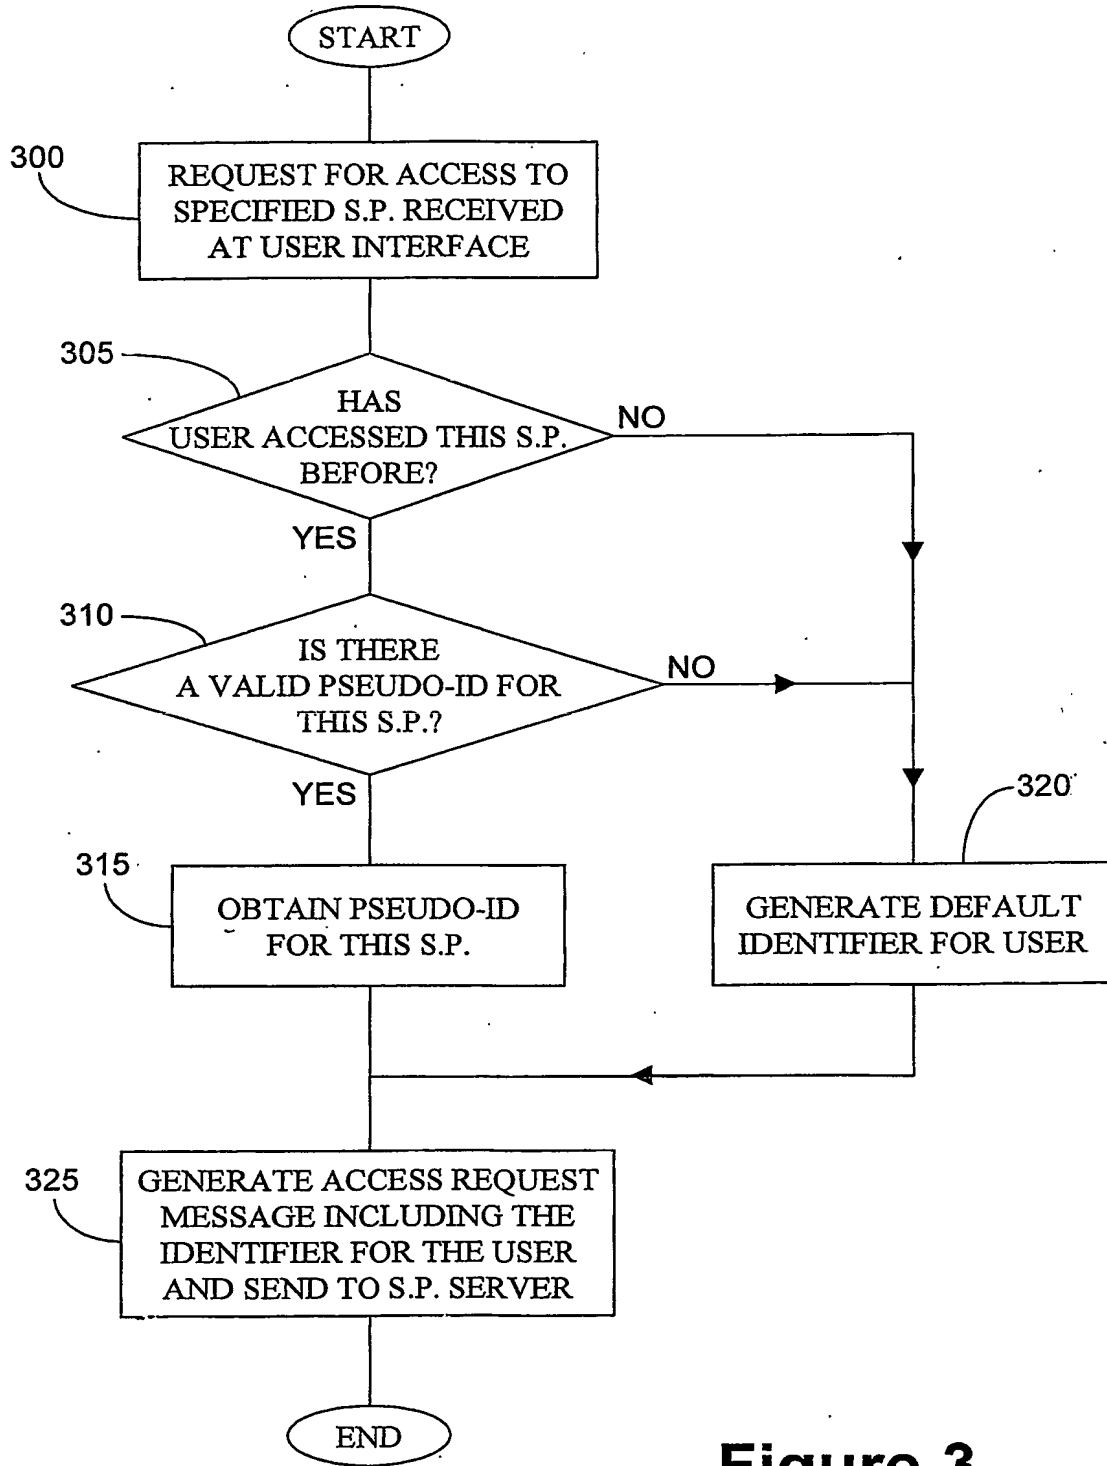 START
300
REQUEST FOR ACCESS TO
SPECIFIED S.P. RECEIVED
AT USER INTERFACE
305
HAS
USER ACCESSED THIS S.P.
BEFORE?
NO
YES
310
IS THERE
A VALID PSEUDO-ID FOR
THIS S.P.?
NO
YES
315
OBTAIN PSEUDO-ID
FOR THIS S.P.
320
GENERATE DEFAULT
IDENTIFIER FOR USER
325
GENERATE ACCESS REQUEST
MESSAGE INCLUDING THE
IDENTIFIER FOR THE USER
AND SEND TO S.P. SERVER
END
Figure 3